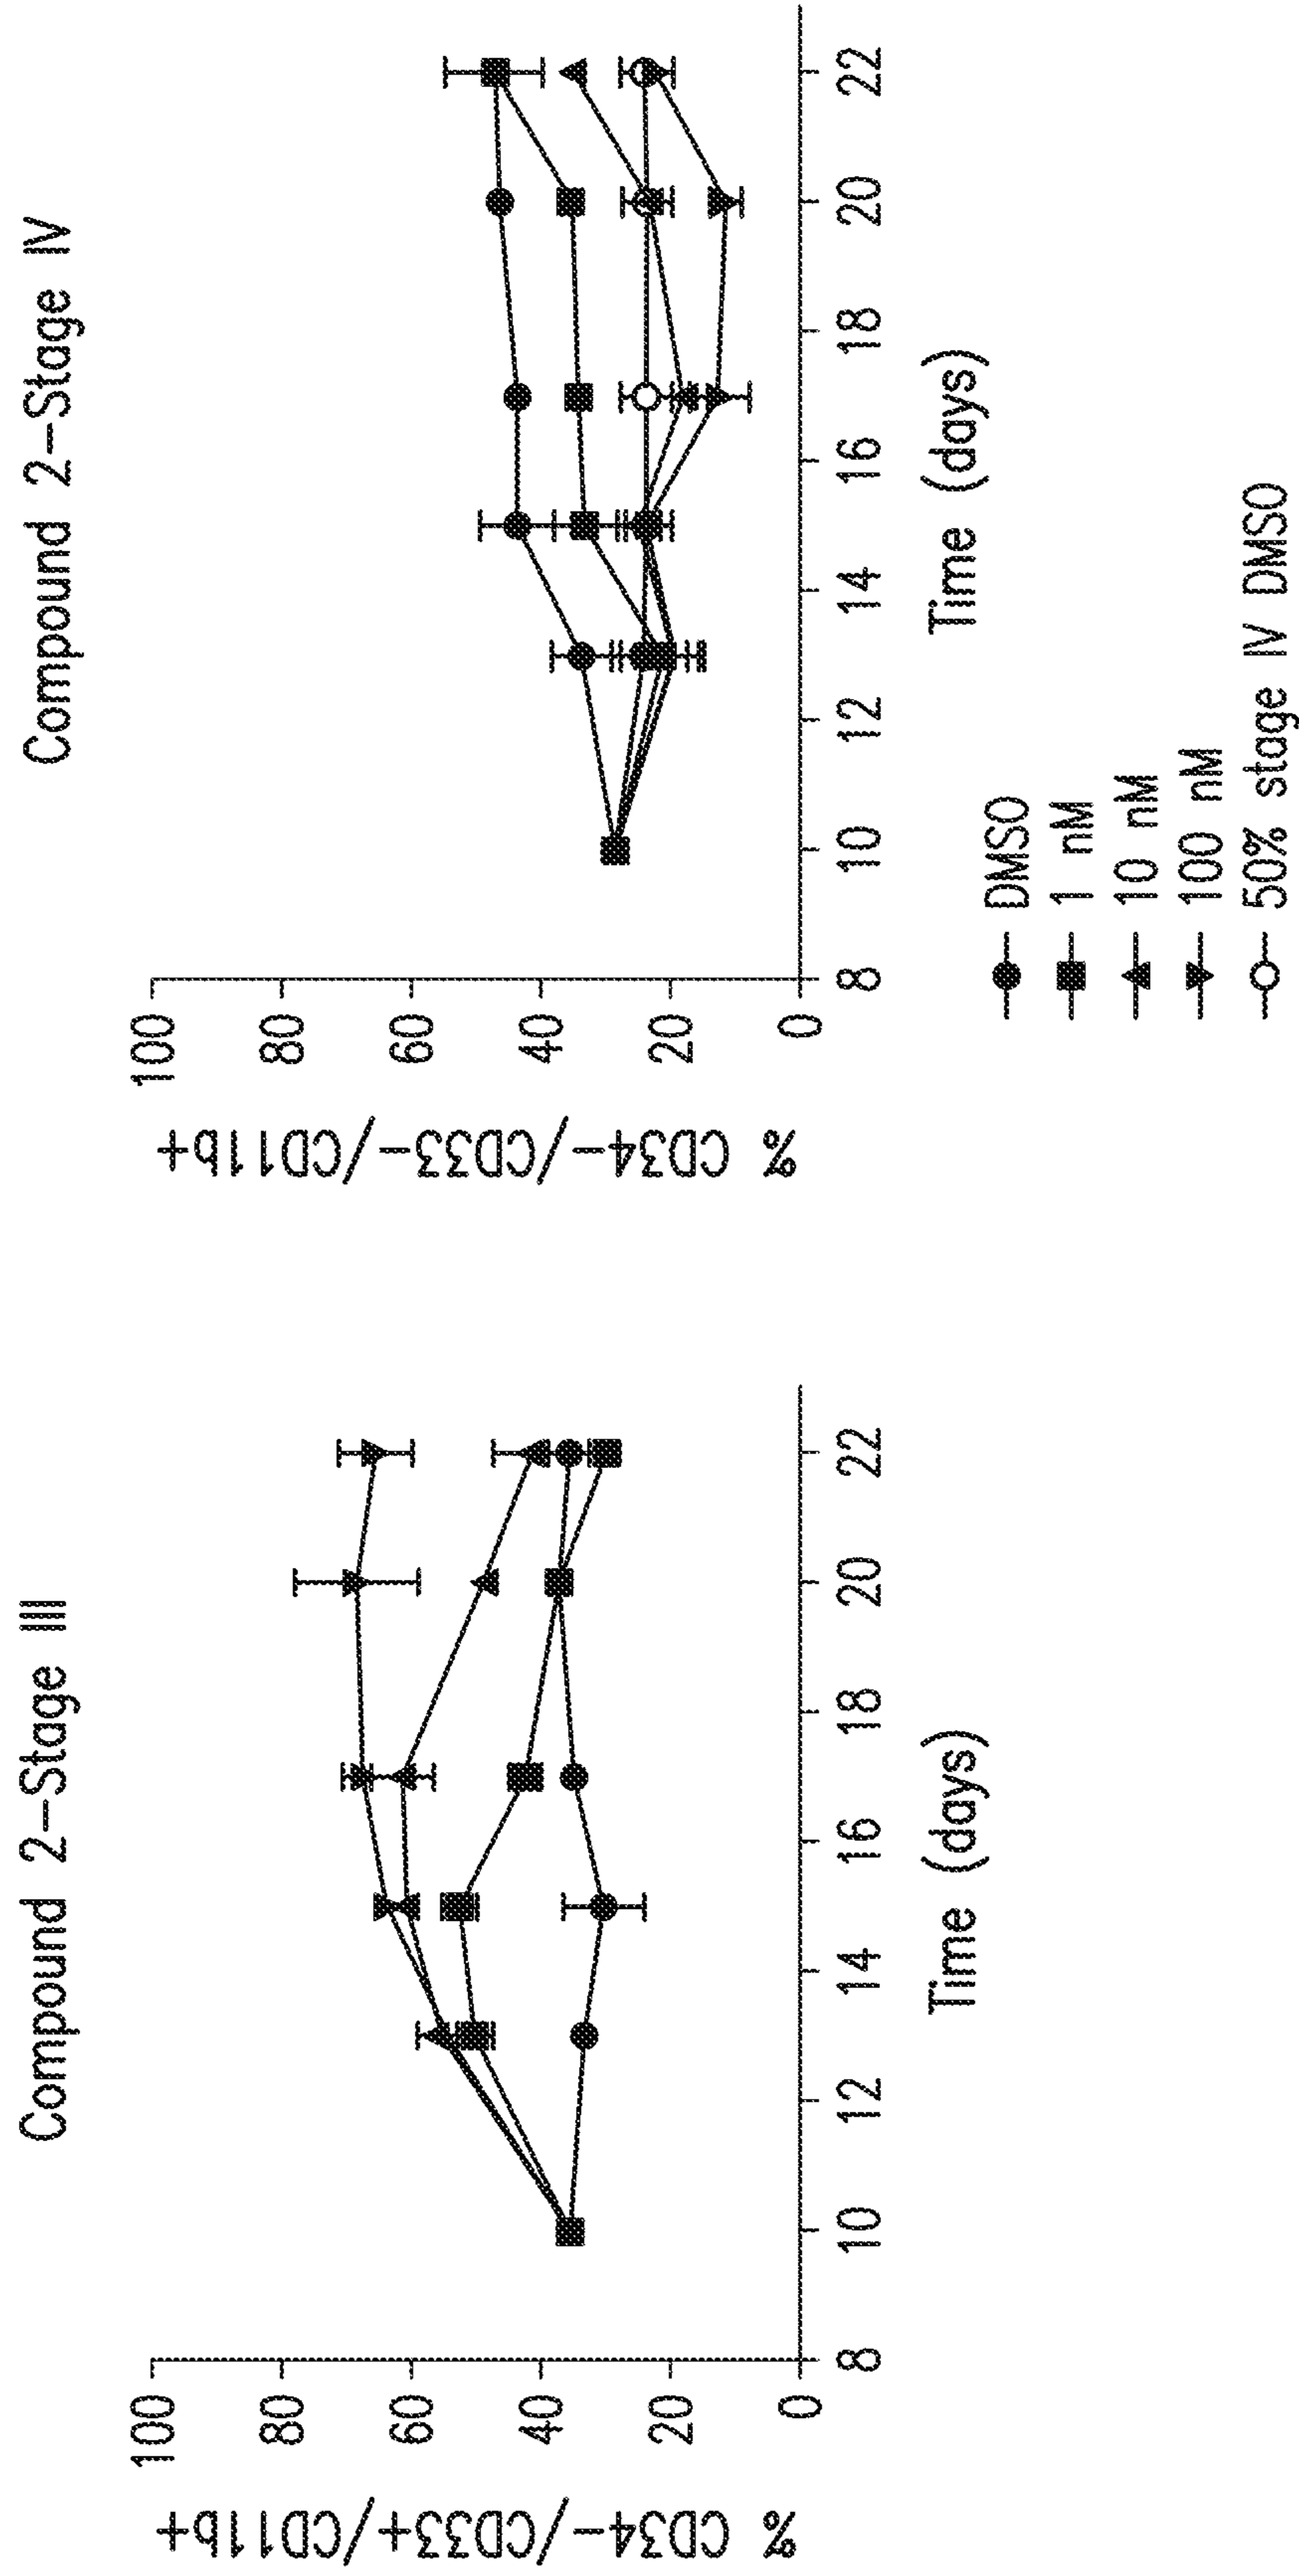 Compound 2-Stage IIII
% CD34-/CD33+/CD11b+
100
80
60
40
20
0
8 10 12 14 16 18 20 22
Time (days)
Compound 2-Stage IV
% CD34-/CD33-/CD11b+
100
80
60
40
20
0
8 10 12 14 16 18 20 22
Time (days)
DMSO
1 nM
10 nM
100 nM
50% stage IV DMSO